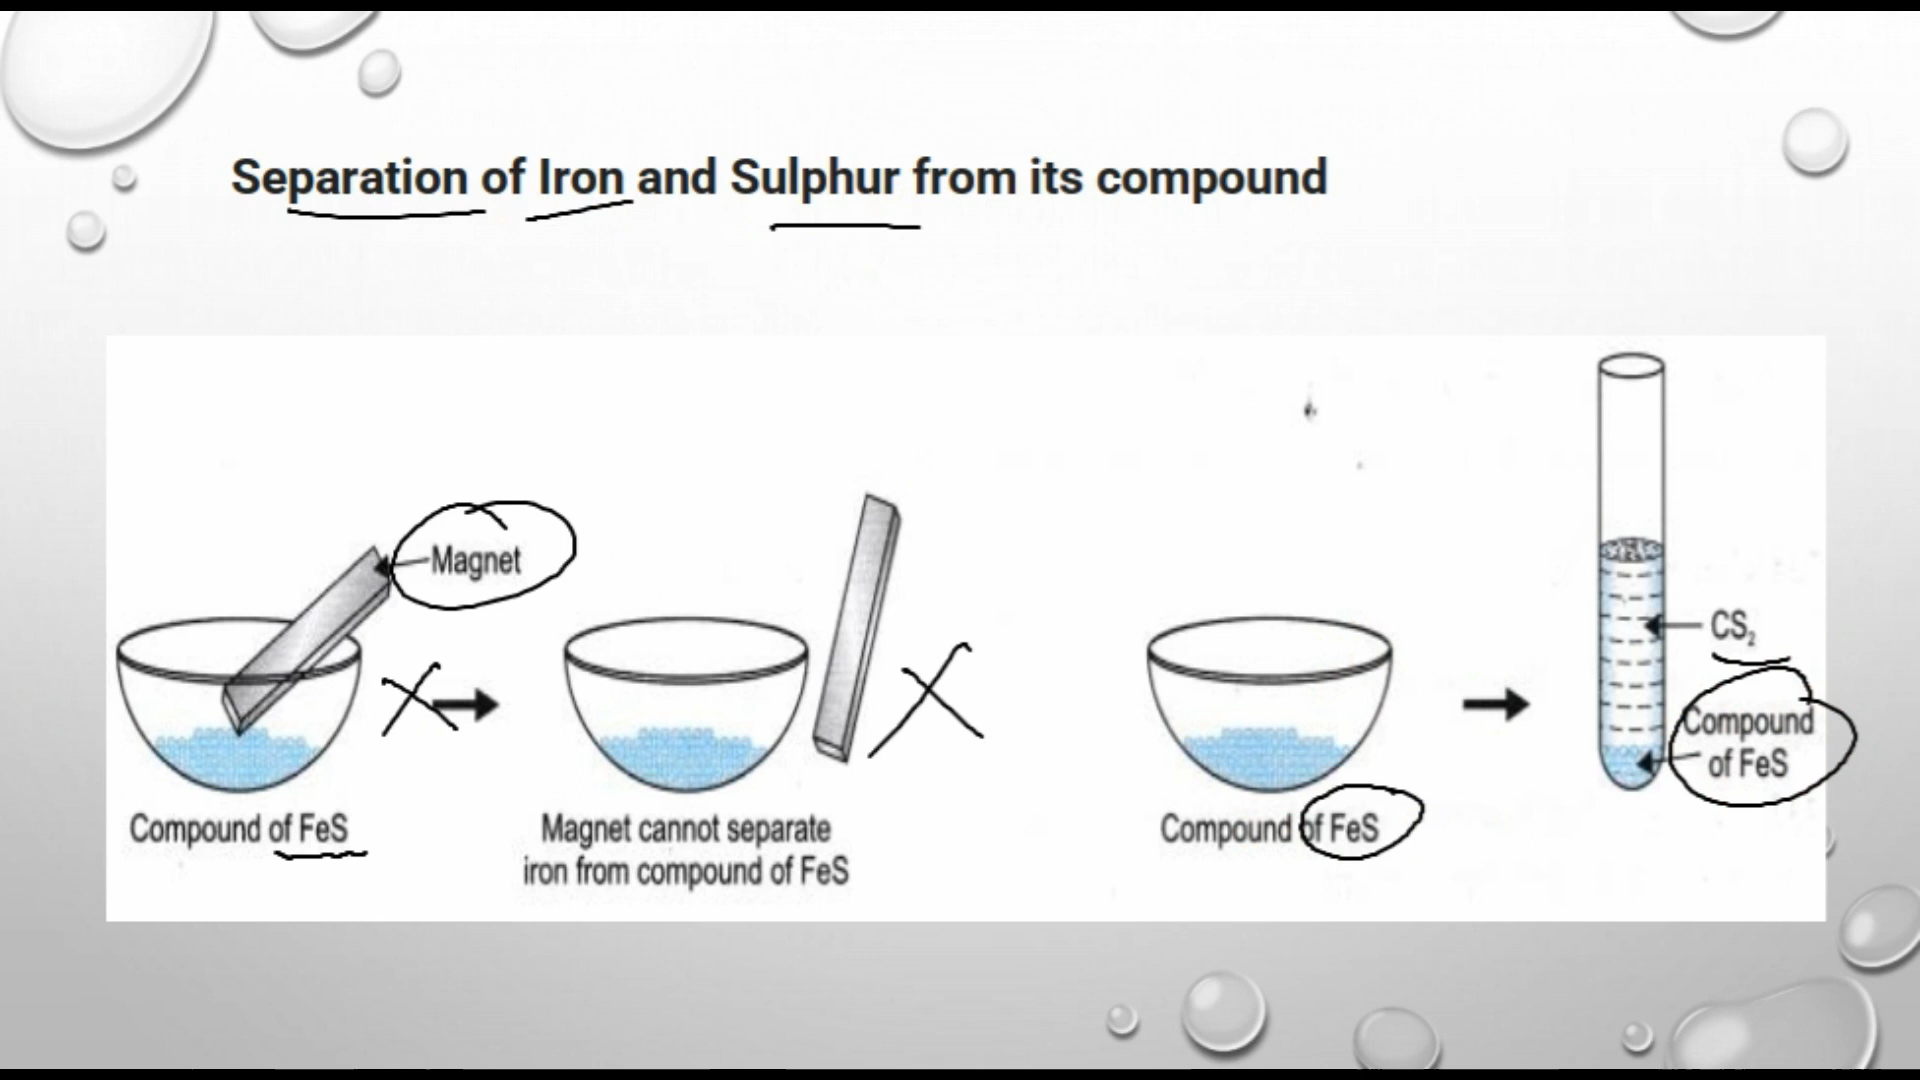 Separation of Iron and Sulphur from its compound
Magnet
CS₂
Compound
of FeS
Compound of FeS
Magnet cannot separate
iron from compound of FeS
Compound of FeS